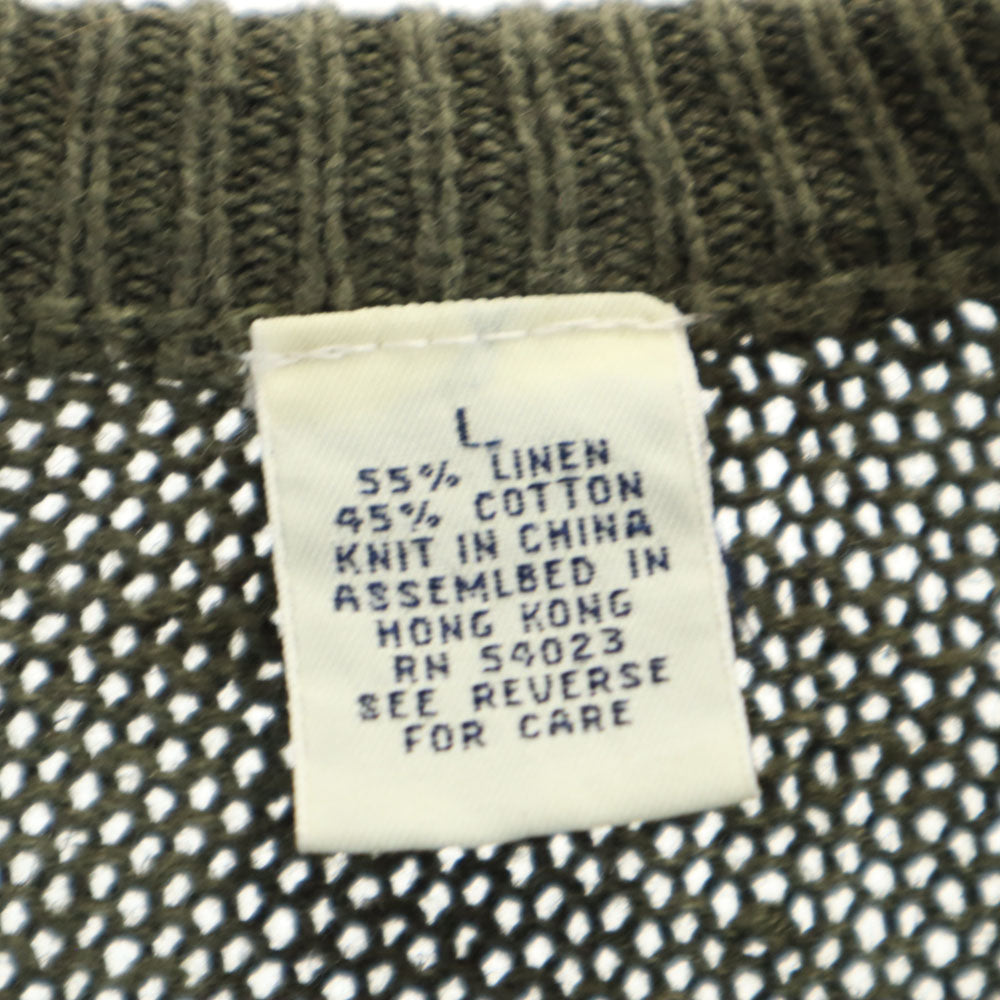 L
55% LINEN
45% COTTON
KNIT IN CHINA
ASSEMLBED IN
HONG KONG
RN 54023
SEE REVERSE
FOR CARE